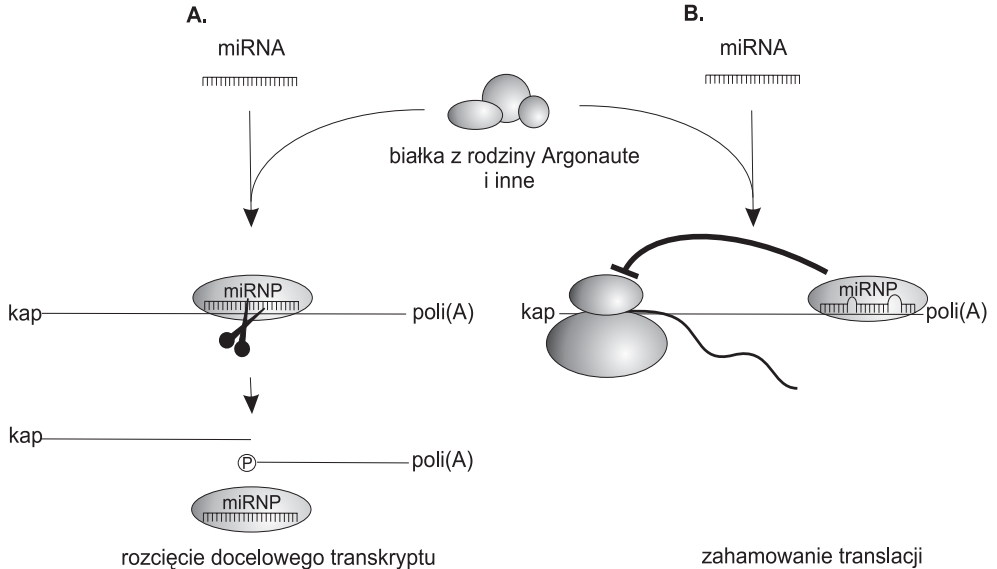 A.
B.
miRNA
miRNA
białka z rodziny Argonaute
i inne
miRNP
kap
poli(A)
miRNP
kap
poli(A)
kap
P
poli(A)
miRNP
rozcięcie docelowego transkryptu
zahamowanie translacji